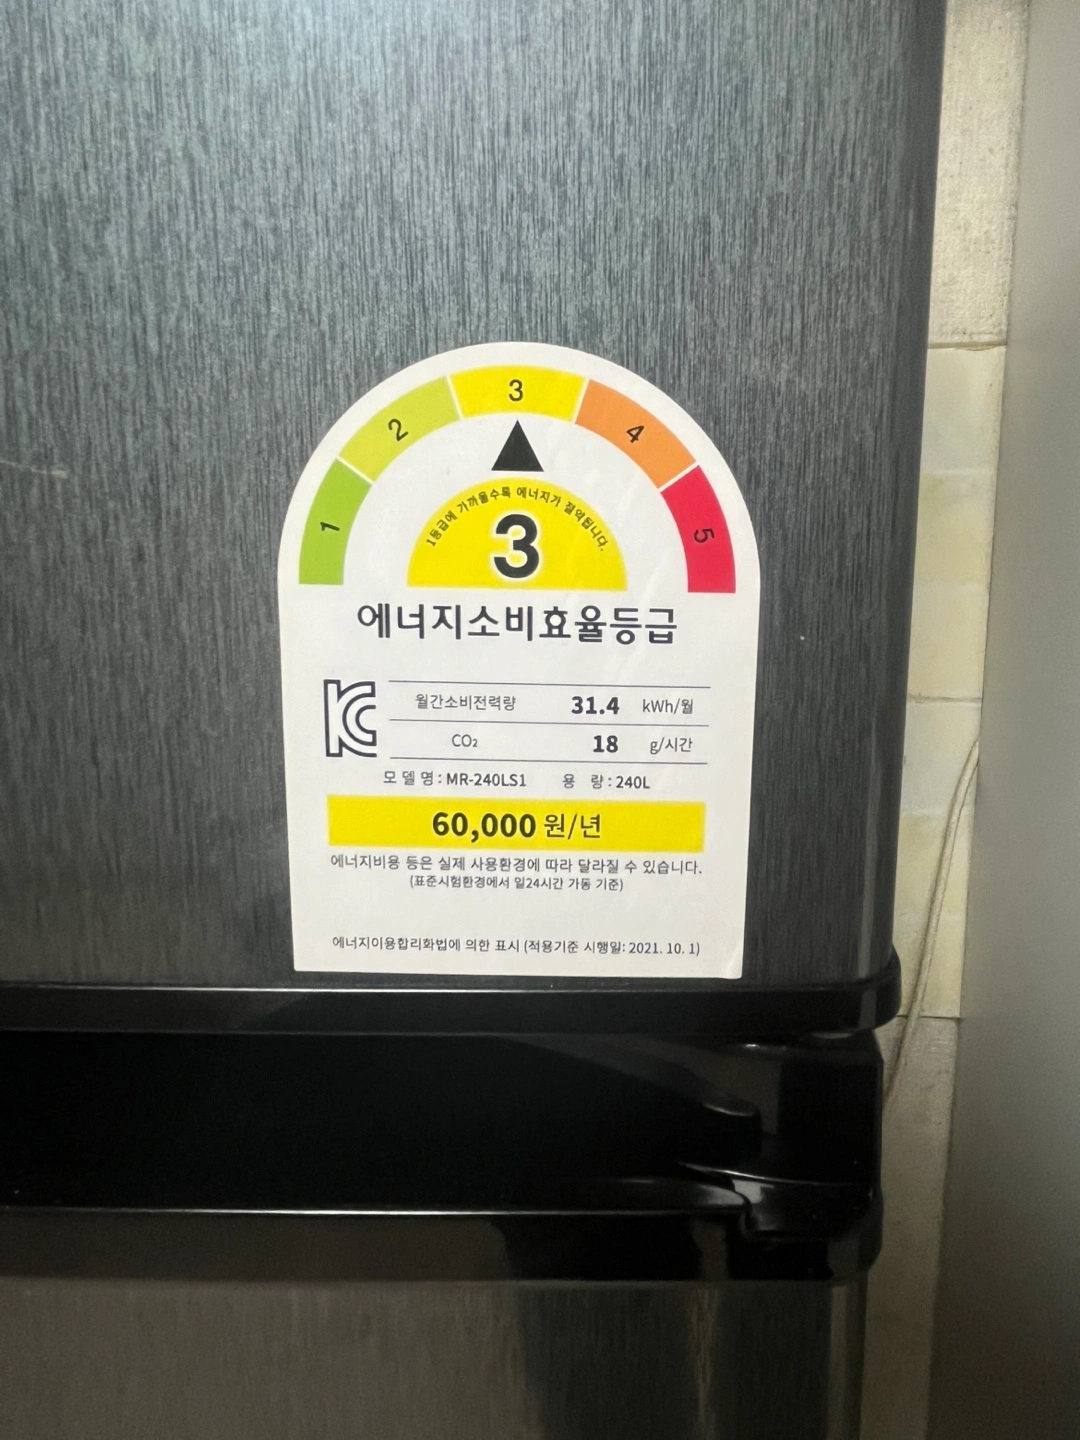 1
2
3
4
5
1등급에 가까울수록 에너지가 절약됩니다.
3
에너지소비효율등급
KC
월간소비전력량 31.4 kWh/월
CO₂ 18 g/시간
모 델 명 : MR-240LS1 용 량 : 240L
60,000 원/년
에너지비용 등은 실제 사용환경에 따라 달라질 수 있습니다.
(표준시험환경에서 일24시간 가동 기준)
에너지이용합리화법에 의한 표시 (적용기준 시행일: 2021. 10. 1)